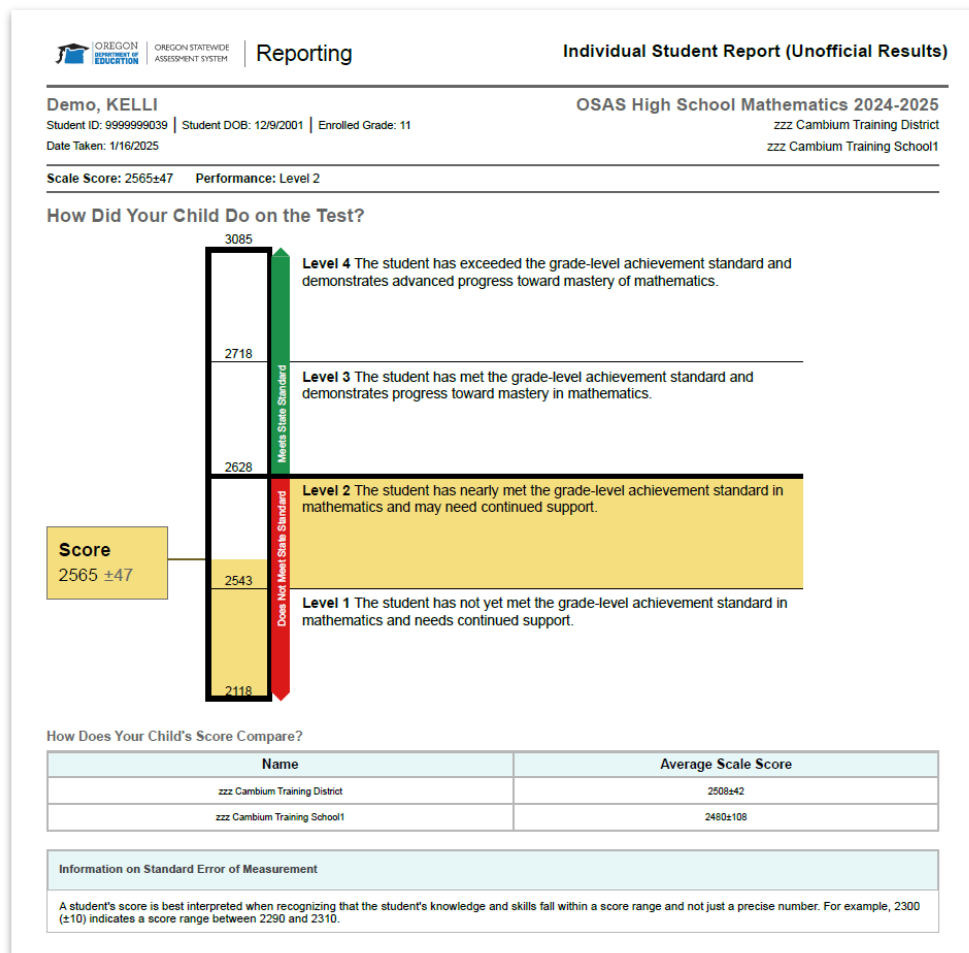 OREGON
DEPARTMENT OF
EDUCATION
OREGON STATEWIDE
ASSESSMENT SYSTEM
Reporting
Individual Student Report (Unofficial Results)
Demo, KELLI
Student ID: 9999999039 | Student DOB: 12/9/2001 | Enrolled Grade: 11
Date Taken: 1/16/2025
OSAS High School Mathematics 2024-2025
zzz Cambium Training District
zzz Cambium Training School1
Scale Score: 2565±47 Performance: Level 2
How Did Your Child Do on the Test?
3085
Level 4 The student has exceeded the grade-level achievement standard and
demonstrates advanced progress toward mastery of mathematics.
2718
Level 3 The student has met the grade-level achievement standard and
demonstrates progress toward mastery in mathematics.
Meets State Standard
2628
Level 2 The student has nearly met the grade-level achievement standard in
mathematics and may need continued support.
Does Not Meet State Standard
Score
2565 ±47
2543
Level 1 The student has not yet met the grade-level achievement standard in
mathematics and needs continued support.
2118
How Does Your Child's Score Compare?
Name Average Scale Score
zzz Cambium Training District 2508±42
zzz Cambium Training School1 2480±108
Information on Standard Error of Measurement
A student's score is best interpreted when recognizing that the student's knowledge and skills fall within a score range and not just a precise number. For example, 2300
(±10) indicates a score range between 2290 and 2310.